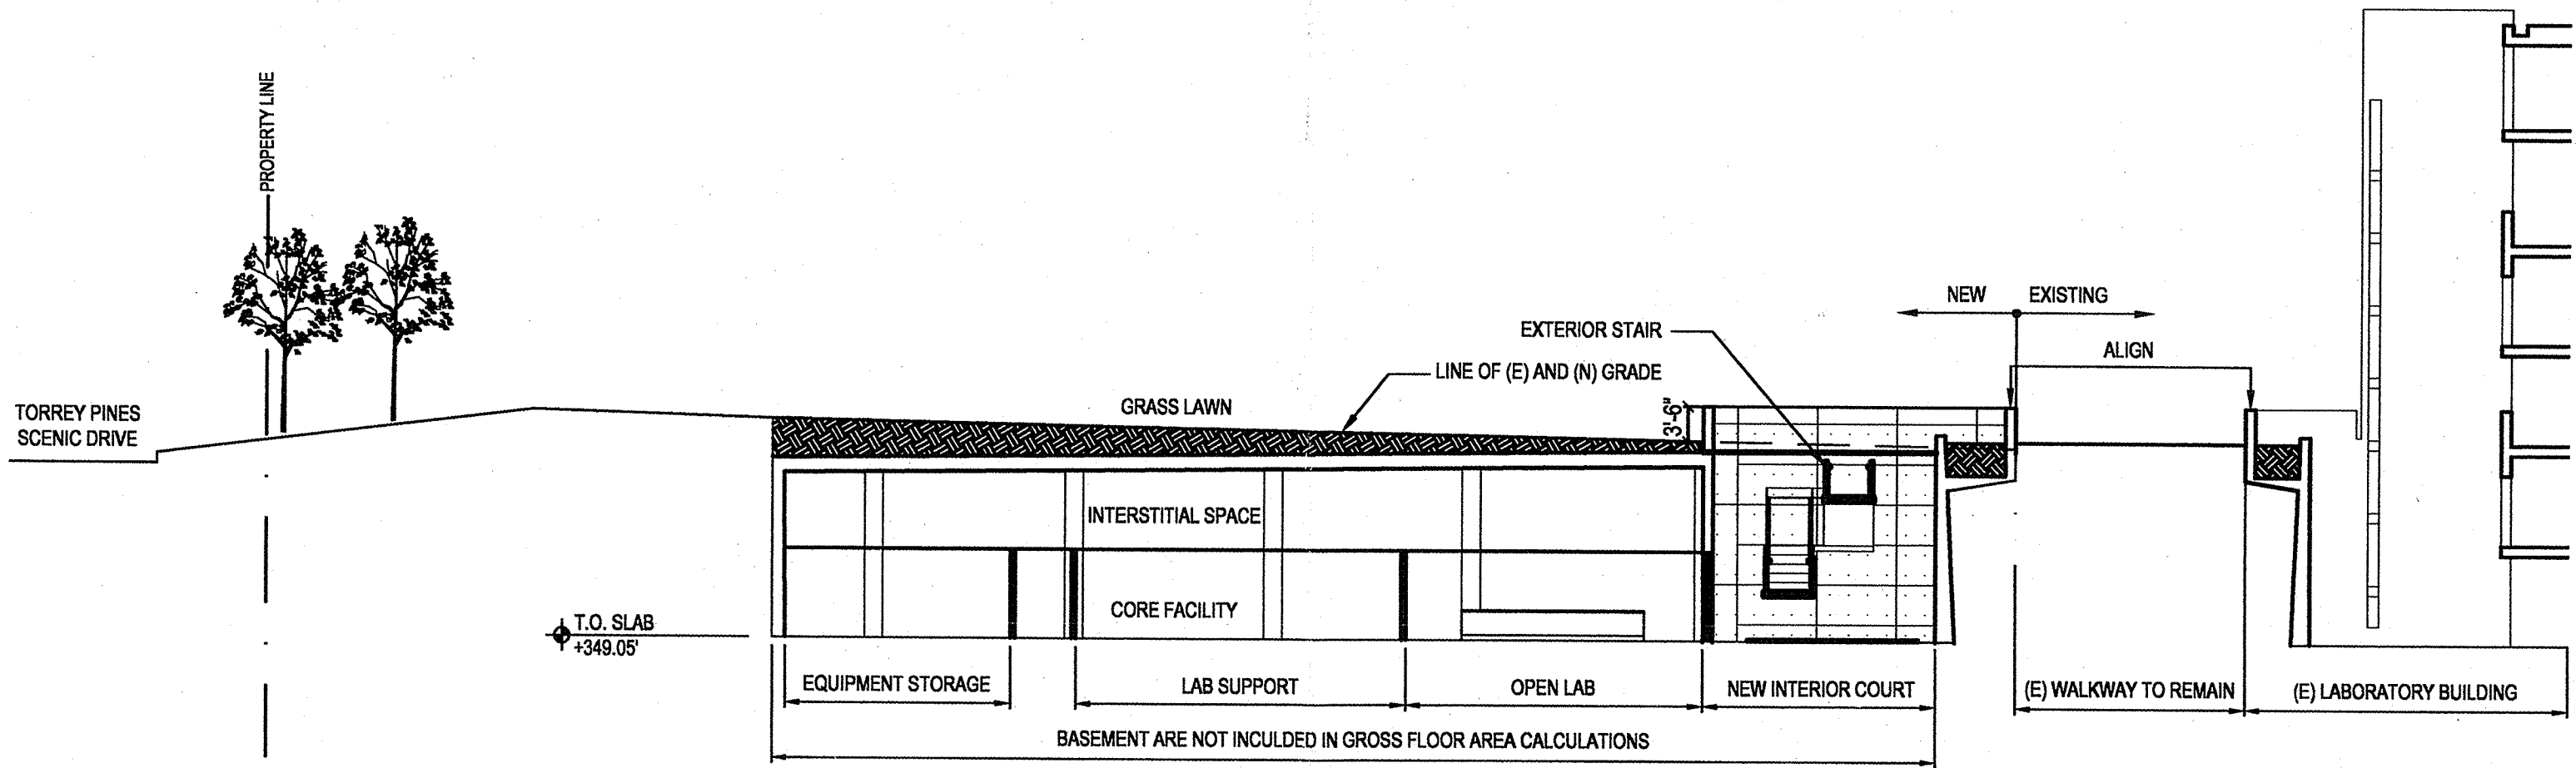 PROPERTY LINE
NEW
EXISTING
EXTERIOR STAIR
ALIGN
LINE OF (E) AND (N) GRADE
TORREY PINES
SCENIC DRIVE
GRASS LAWN
3'-6"
INTERSTITIAL SPACE
CORE FACILITY
T.O. SLAB
+349.05'
EQUIPMENT STORAGE
LAB SUPPORT
OPEN LAB
NEW INTERIOR COURT
(E) WALKWAY TO REMAIN
(E) LABORATORY BUILDING
BASEMENT ARE NOT INCULDED IN GROSS FLOOR AREA CALCULATIONS